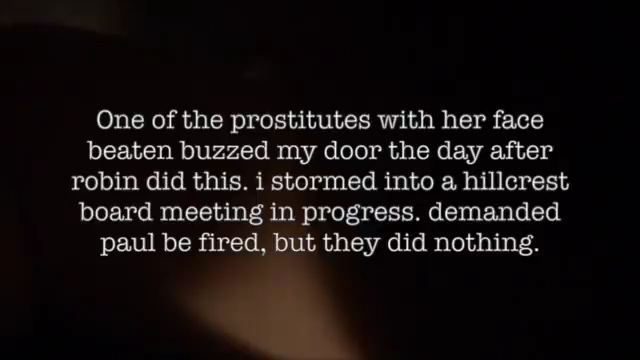 One of the prostitutes with her face
beaten buzzed my door the day after
robin did this. i stormed into a hillcrest
board meeting in progress. demanded
paul be fired, but they did nothing.